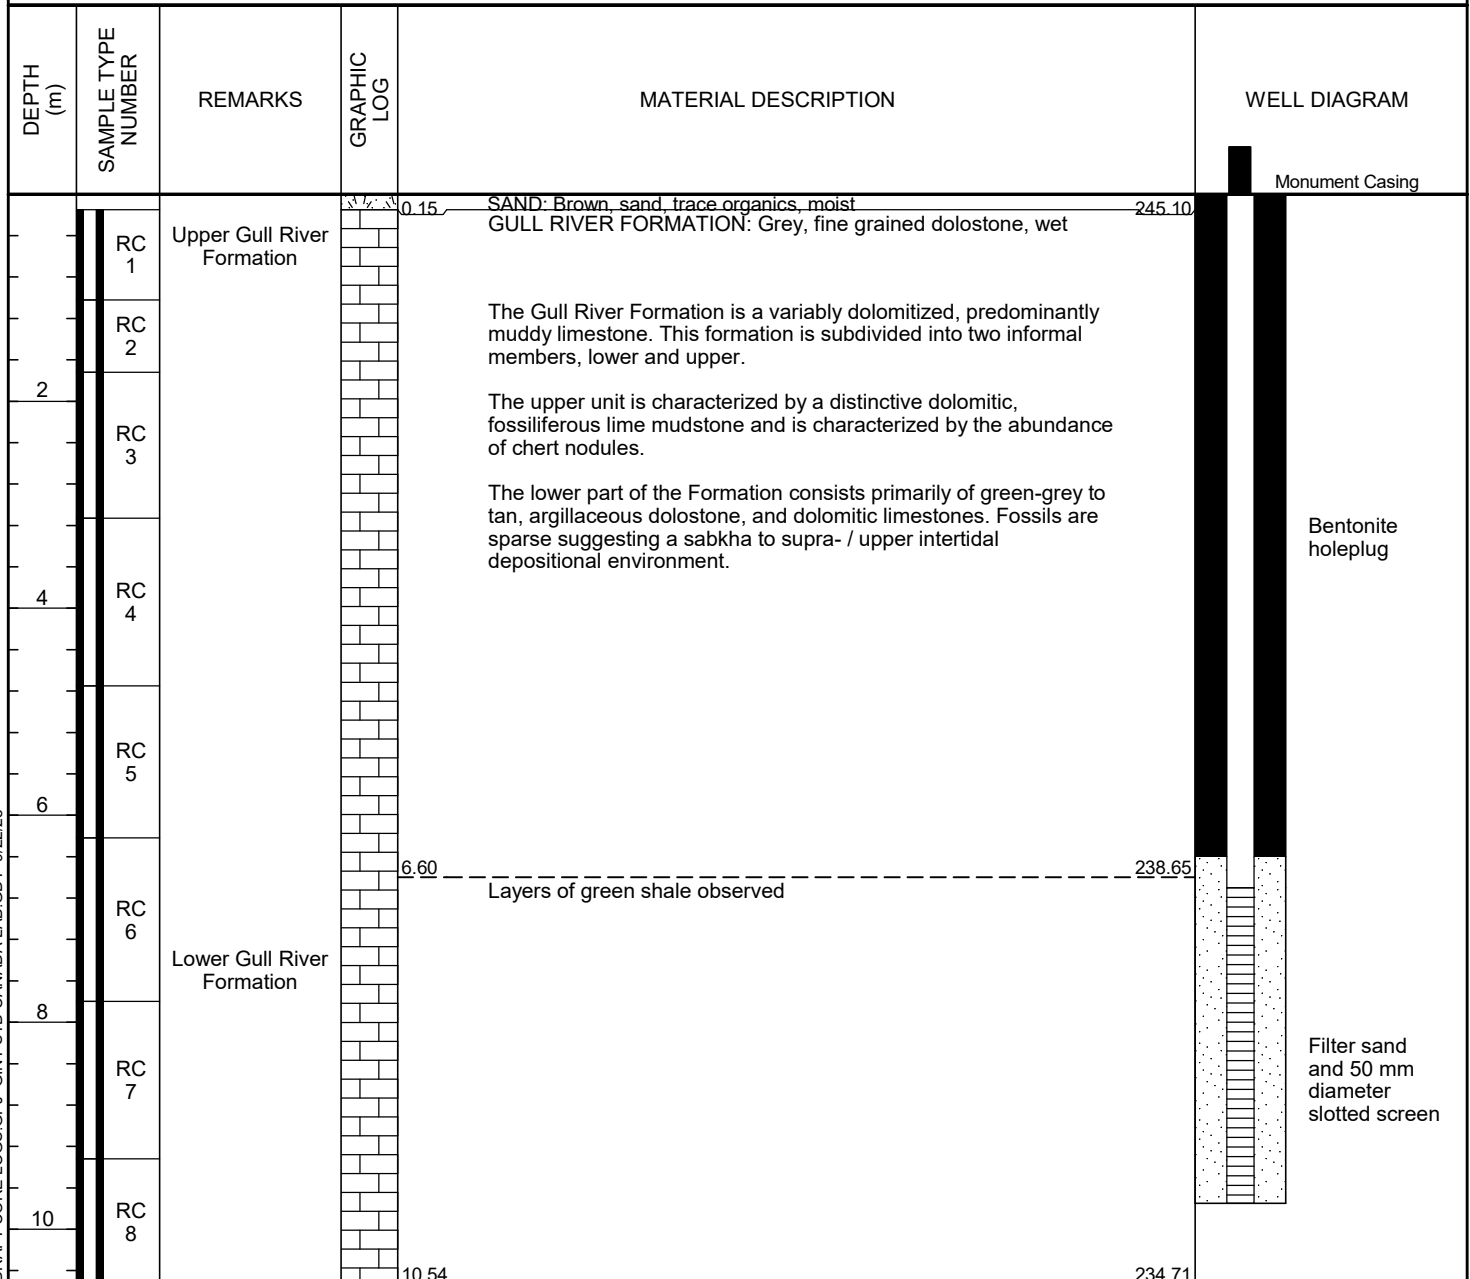 DEPTH
(m)
SAMPLE TYPE
NUMBER
REMARKS
GRAPHIC
LOG
MATERIAL DESCRIPTION
WELL DIAGRAM
Monument Casing
0.15
SAND: Brown, sand, trace organics, moist
245.10
GULL RIVER FORMATION: Grey, fine grained dolostone, wet
RC
1
Upper Gull River
Formation
The Gull River Formation is a variably dolomitized, predominantly
muddy limestone. This formation is subdivided into two informal
members, lower and upper.
RC
2
2
The upper unit is characterized by a distinctive dolomitic,
fossiliferous lime mudstone and is characterized by the abundance
of chert nodules.
RC
3
The lower part of the Formation consists primarily of green-grey to
tan, argillaceous dolostone, and dolomitic limestones. Fossils are
sparse suggesting a sabkha to supra- / upper intertidal
depositional environment.
Bentonite
holeplug
4
RC
4
RC
5
6
6.60
238.65
Layers of green shale observed
RC
6
Lower Gull River
Formation
8
RC
7
Filter sand
and 50 mm
diameter
slotted screen
10
RC
8
10.54
234.71